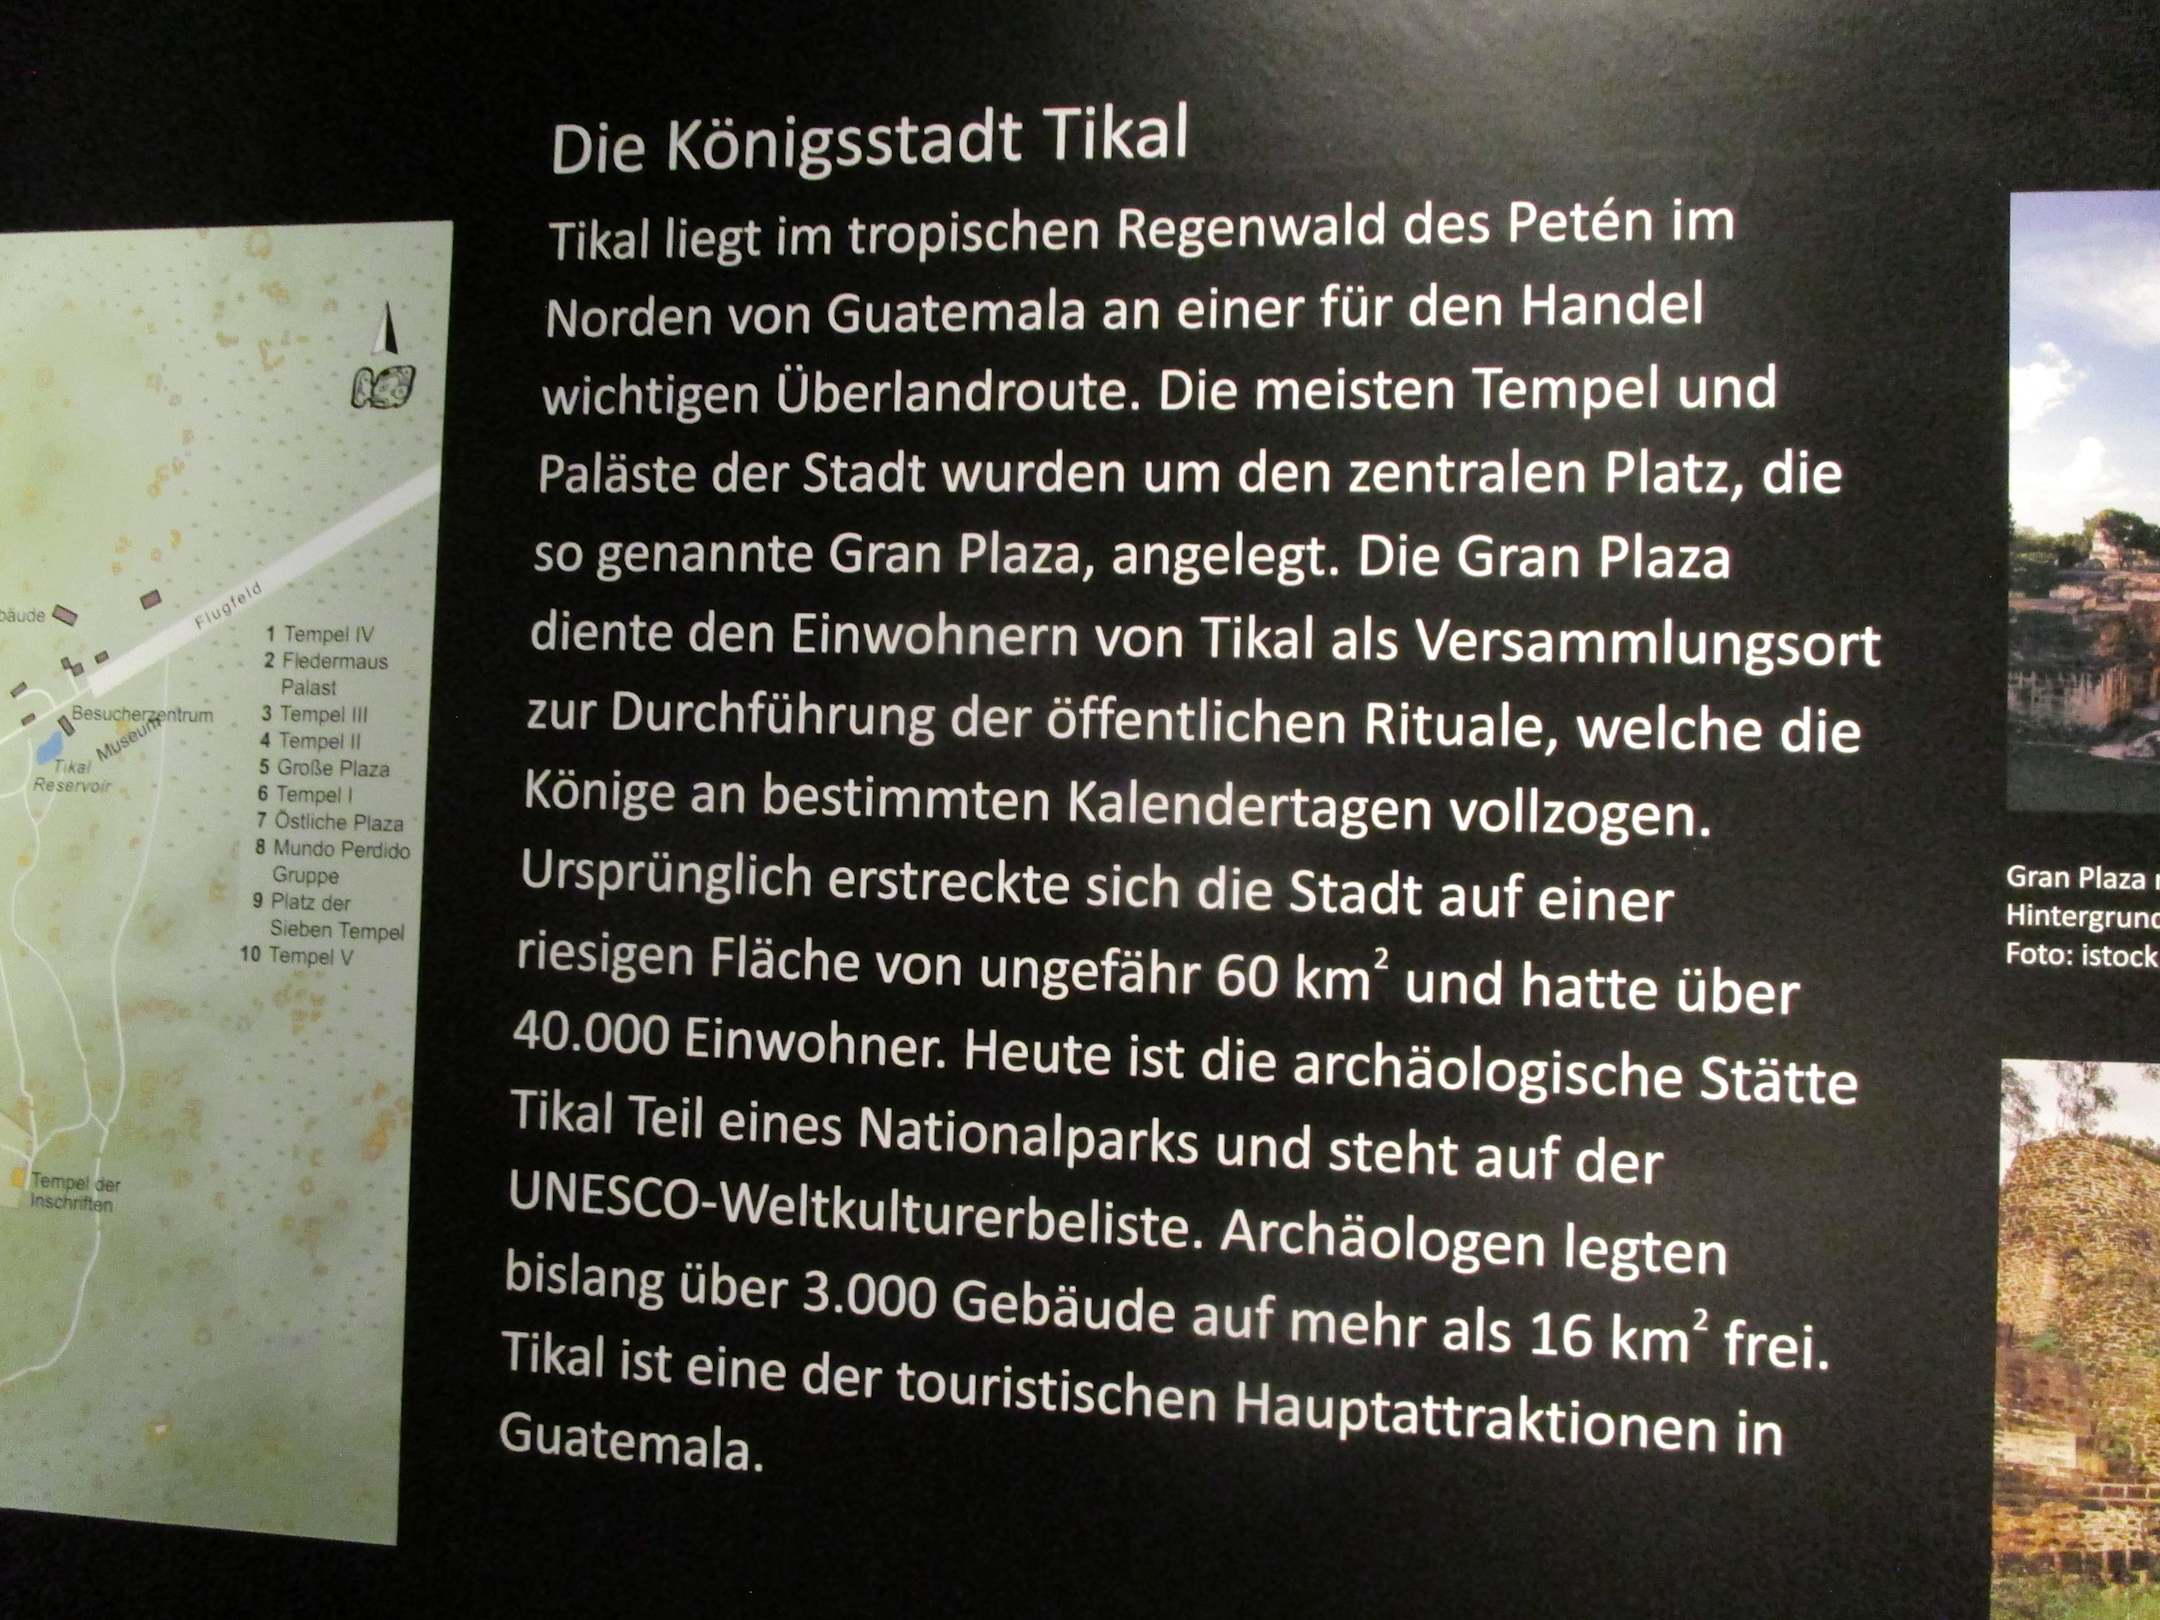 Die Königsstadt Tikal
Tikal liegt im tropischen Regenwald des Petén im
Norden von Guatemala an einer für den Handel
wichtigen Überlandroute. Die meisten Tempel und
Paläste der Stadt wurden um den zentralen Platz, die
so genannte Gran Plaza, angelegt. Die Gran Plaza
diente den Einwohnern von Tikal als Versammlungsort
zur Durchführung der öffentlichen Rituale, welche die
Könige an bestimmten Kalendertagen vollzogen.
Ursprünglich erstreckte sich die Stadt auf einer
riesigen Fläche von ungefähr 60 km² und hatte über
40.000 Einwohner. Heute ist die archäologische Stätte
Tikal Teil eines Nationalparks und steht auf der
UNESCO-Weltkulturerbeliste. Archäologen legten
bislang über 3.000 Gebäude auf mehr als 16 km² frei.
Tikal ist eine der touristischen Hauptattraktionen in
Guatemala.
Flugfeld
Besucherzentrum
Museum
Tikal
Reservoir
1 Tempel IV
2 Fledermaus
Palast
3 Tempel III
4 Tempel II
5 Große Plaza
6 Tempel I
7 Östliche Plaza
8 Mundo Perdido
Gruppe
9 Platz der
Sieben Tempel
10 Tempel V
Tempel der
Inschriften
Gran Plaza
Hintergrund
Foto: istock